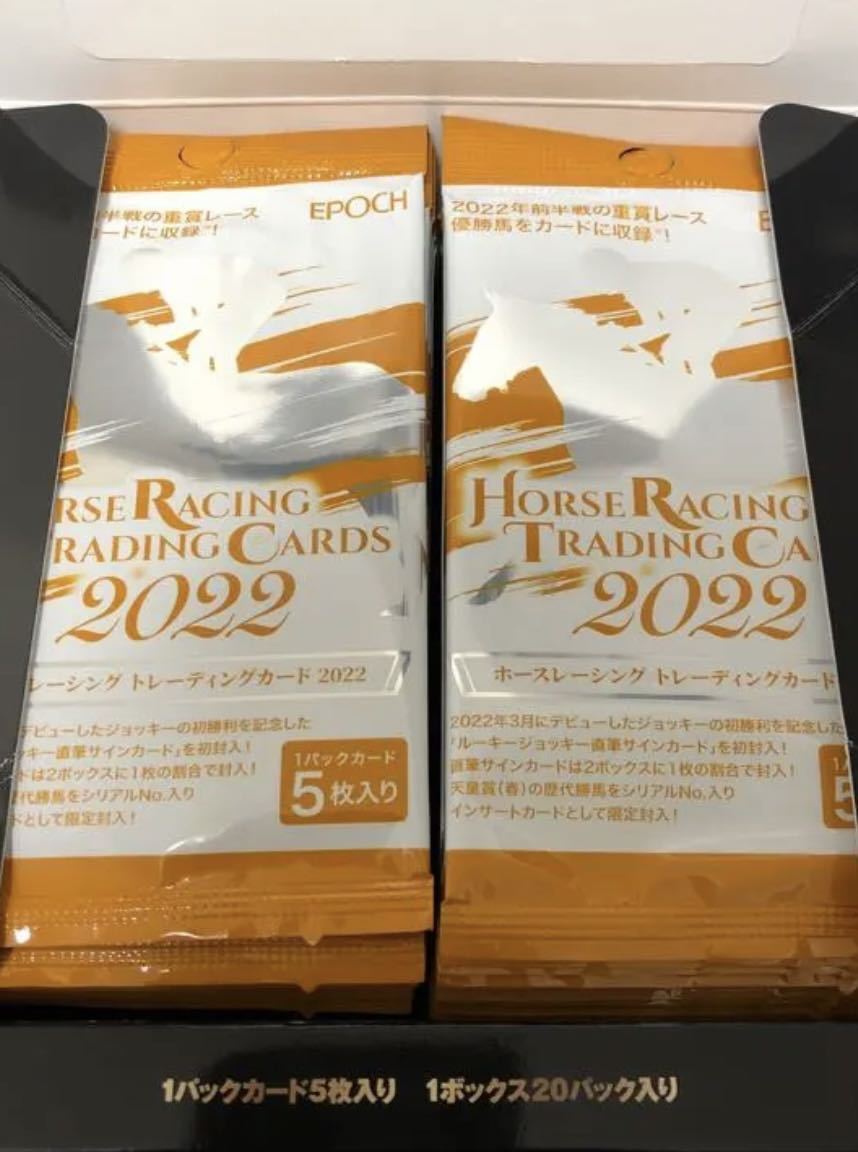 半戦の重賞レース
ードに収録※!
EPOCH
RSE RACING
RADING CARDS
2022
レーシング トレーディングカード 2022
デビューしたジョッキーの初勝利を記念した
ッキー直筆サインカード」を初封入!
ドは2ボックスに1枚の割合で封入!
代勝馬をシリアルNo.入り
ドとして限定封入!
1パックカード
5枚入り
2022年前半戦の重賞レース
優勝馬をカードに収録※!
E
HORSE RACING
TRADING CA
2022
ホースレーシング トレーディングカード
2022年3月にデビューしたジョッキーの初勝利を記念した
「ルーキージョッキー直筆サインカード」を初封入!
直筆サインカードは2ボックスに1枚の割合で封入!
天皇賞(春)の歴代勝馬をシリアルNo.入り
インサートカードとして限定封入!
5
1パックカード5枚入り 1ボックス20パック入り